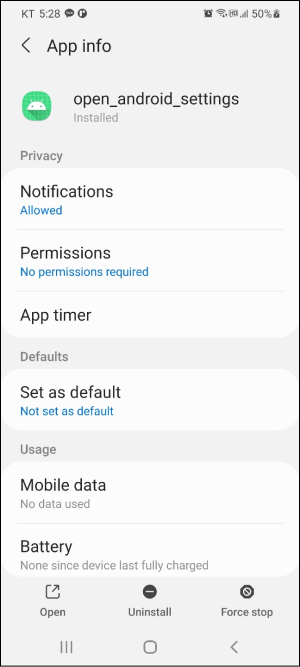 KT 5:28 50%
App info
open_android_settings
Installed
Privacy
Notifications
Allowed
Permissions
No permissions required
App timer
Defaults
Set as default
Not set as default
Usage
Mobile data
No data used
Battery
None since device last fully charged
Open Uninstall Force stop